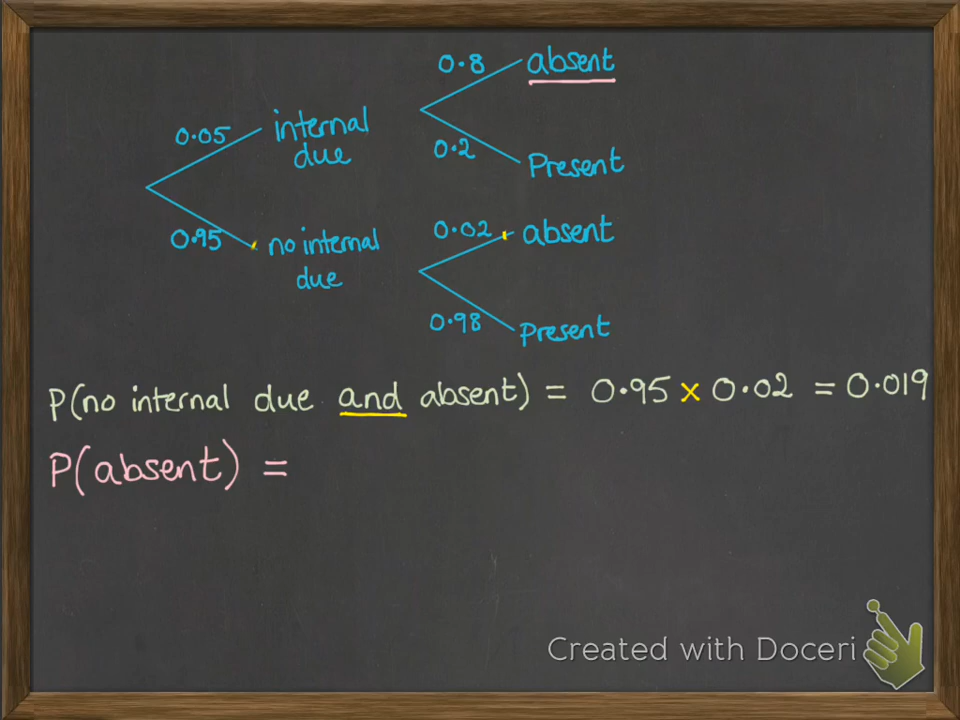 0.8 absent
0.05 internal due
0.2 Present
0.95 no internal due
0.02 absent
0.98 Present
P(no internal due and absent) = 0.95 x 0.02 = 0.019
P(absent) =
Created with Doceri